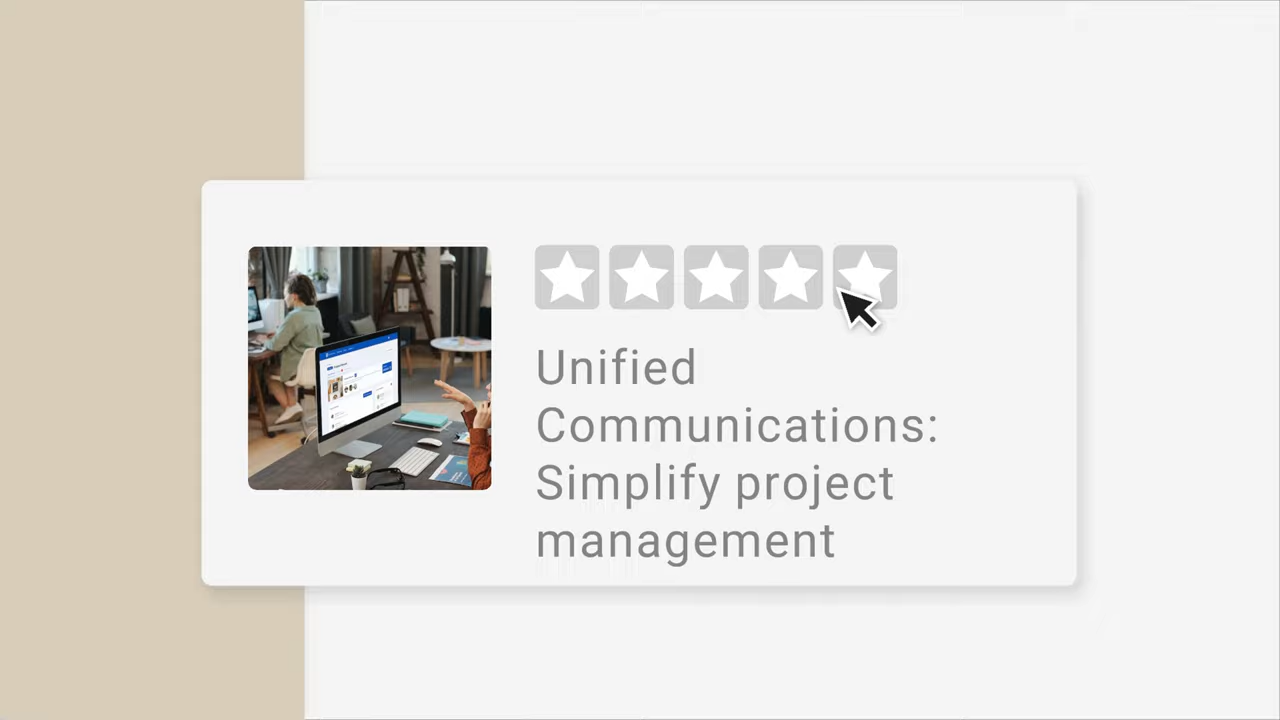 Unified
Communications:
Simplify project
management